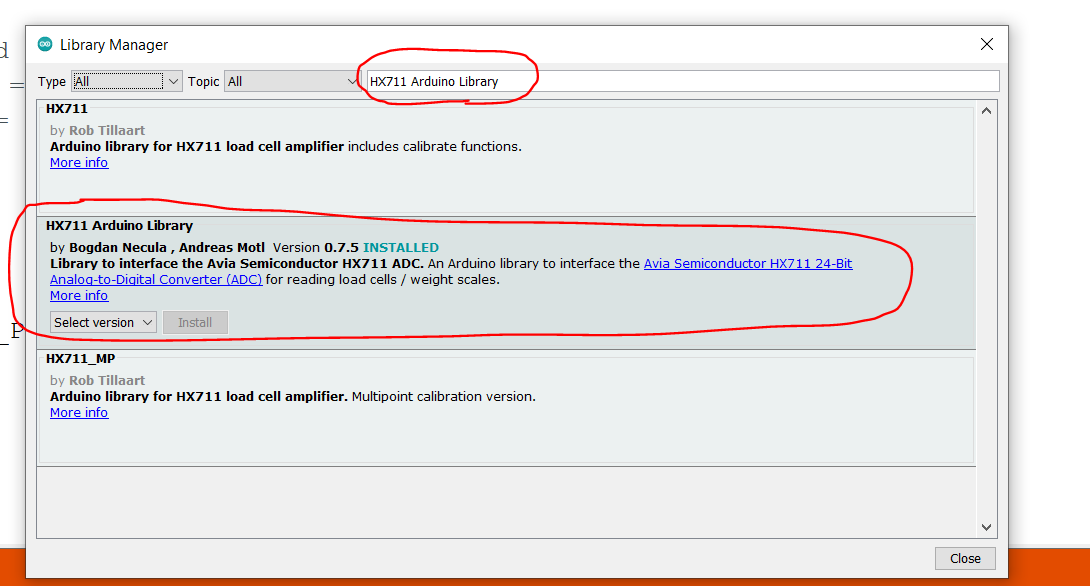 d
Library Manager
=
Type All Topic All HX711 Arduino Library
HX711
=
by Rob Tillaart
Arduino library for HX711 load cell amplifier includes calibrate functions.
More info
HX711 Arduino Library
by Bogdan Necula , Andreas Motl Version 0.7.5 INSTALLED
Library to interface the Avia Semiconductor HX711 ADC. An Arduino library to interface the Avia Semiconductor HX711 24-Bit
Analog-to-Digital Converter (ADC) for reading load cells / weight scales.
More info
Select version Install
_P
HX711_MP
by Rob Tillaart
Arduino library for HX711 load cell amplifier. Multipoint calibration version.
More info
Close